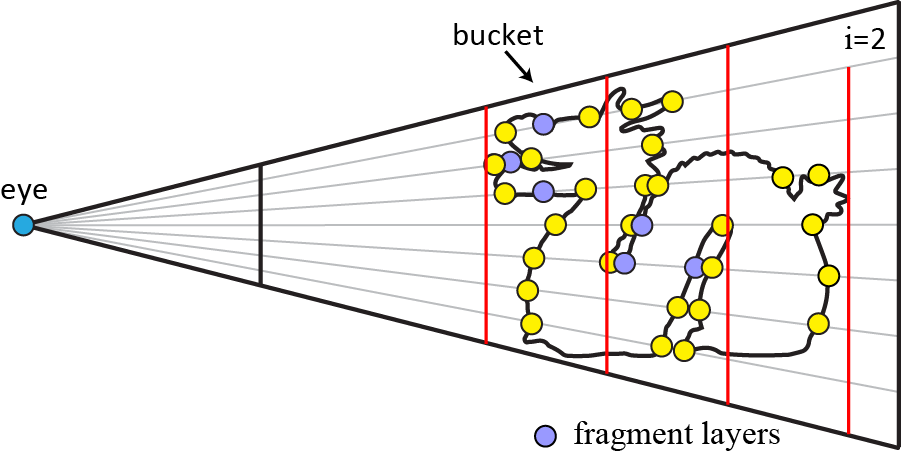 bucket
i=2
eye
fragment layers